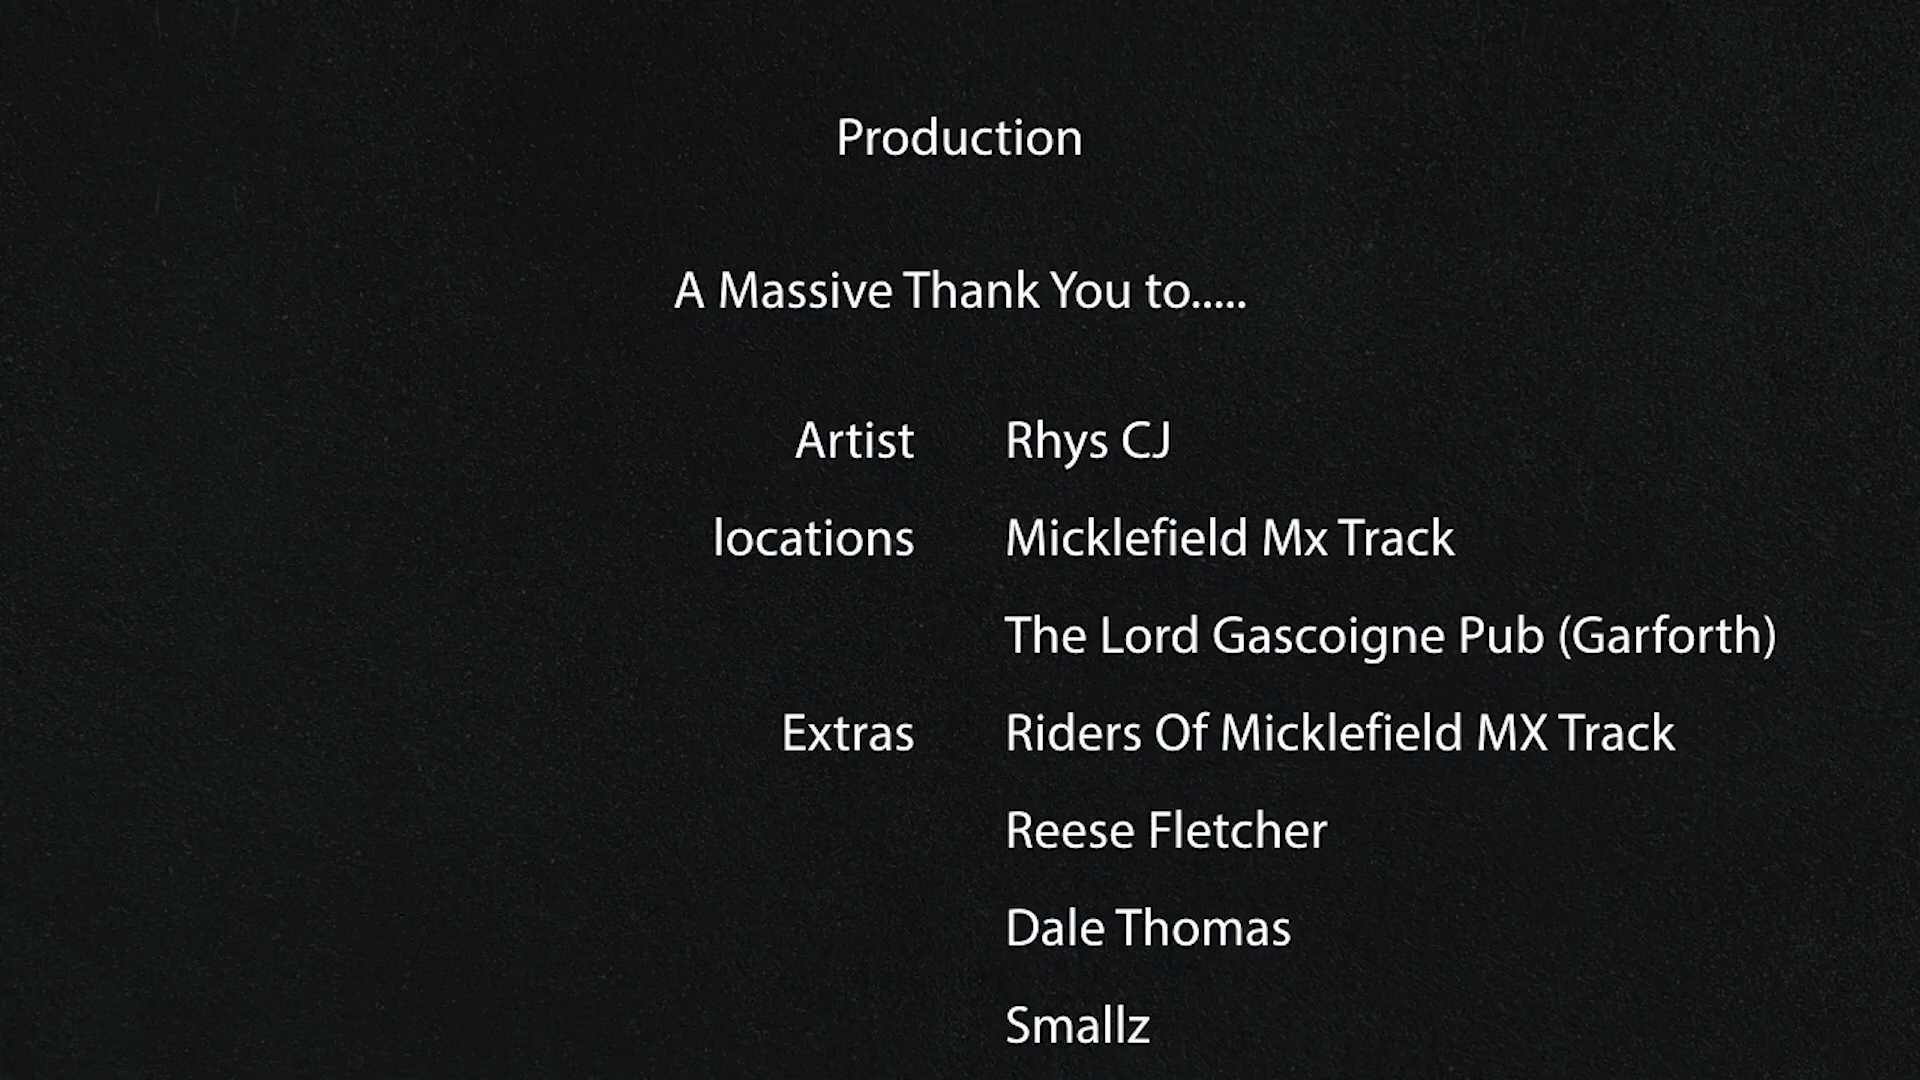 Production
A Massive Thank You to.....
Artist Rhys CJ
locations Micklefield Mx Track
The Lord Gascoigne Pub (Garforth)
Extras Riders Of Micklefield MX Track
Reese Fletcher
Dale Thomas
Smallz